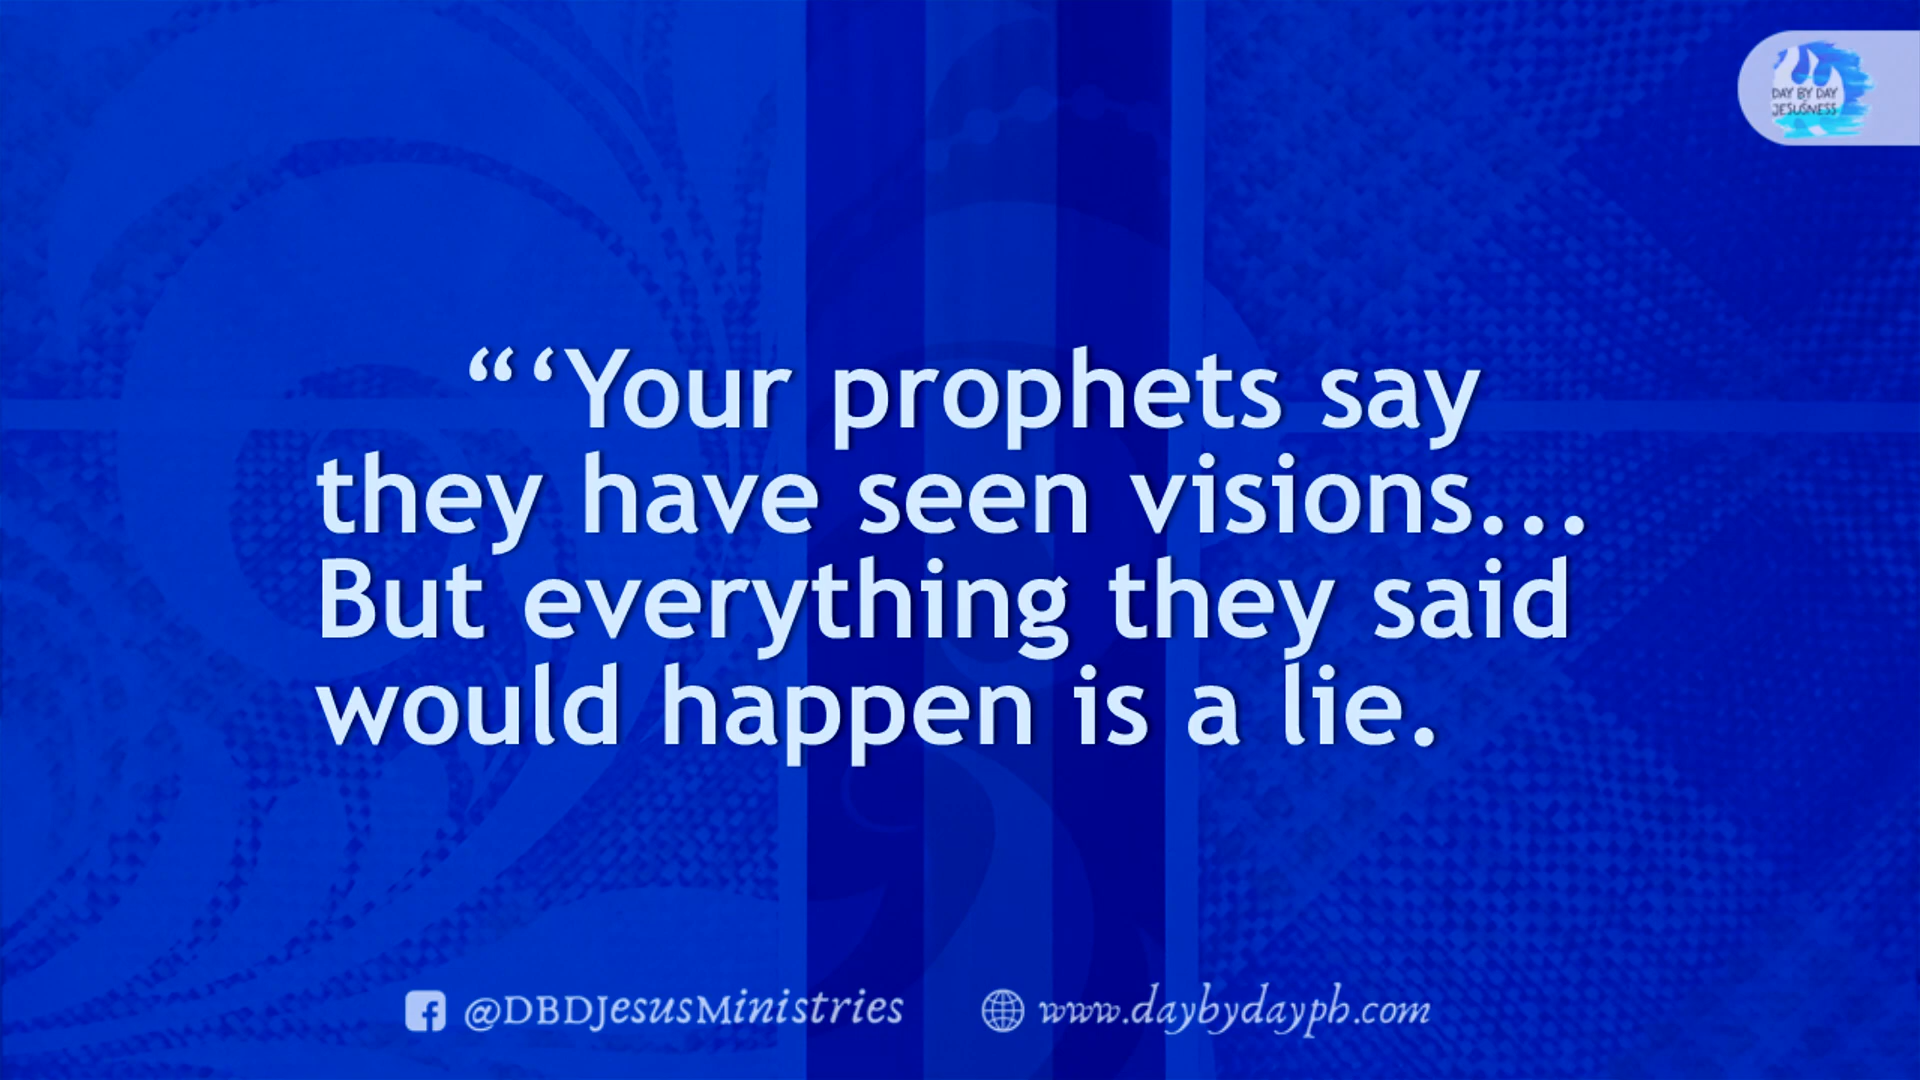 DAY BY DAY
JESUSNESS
“ ‘Your prophets say
they have seen visions...
But everything they said
would happen is a lie.
@DBDJesusMinistries
www.daybydayph.com